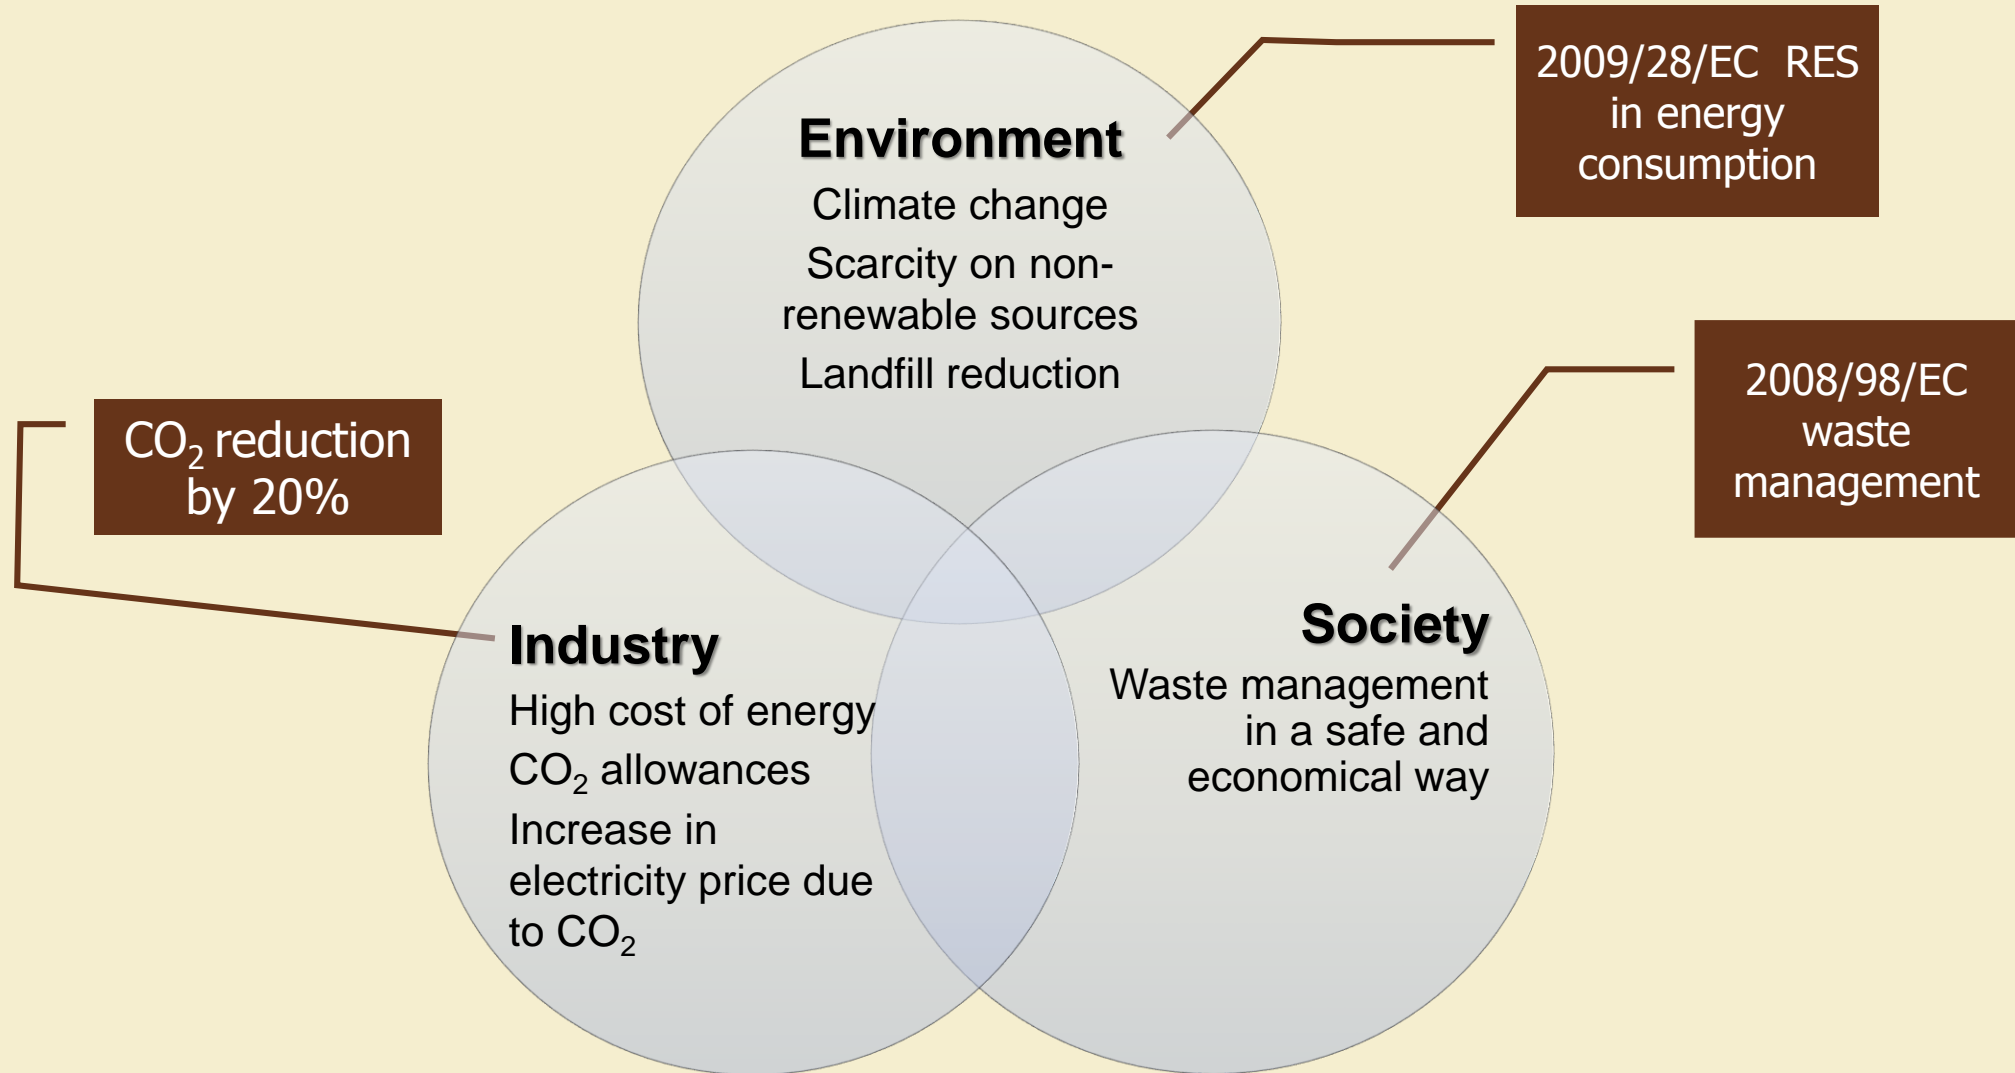 2009/28/EC RES
in energy
consumption
Environment
Climate change
Scarcity on non-
renewable sources
Landfill reduction
2008/98/EC
waste
management
CO₂ reduction
by 20%
Industry
High cost of energy
CO₂ allowances
Increase in
electricity price due
to CO₂
Society
Waste management
in a safe and
economical way